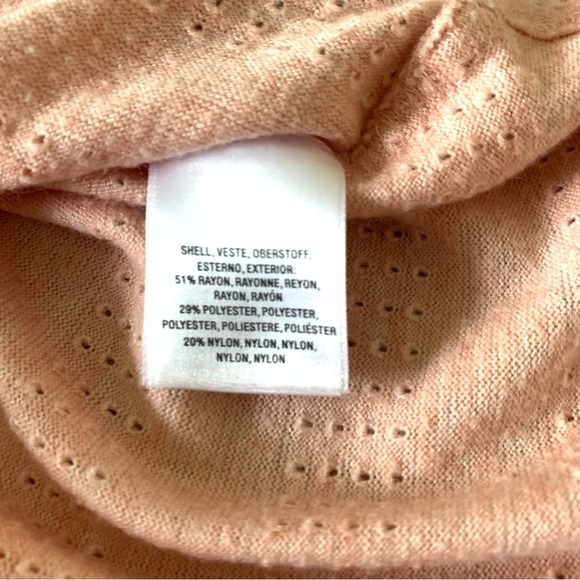 SHELL, VESTE, OBERSTOFF,
ESTERNO, EXTERIOR:
51% RAYON, RAYONNE, REYON,
RAYON, RAYÓN
29% POLYESTER, POLYESTER,
POLYESTER, POLIESTERE, POLIÉSTER
20% NYLON, NYLON, NYLON,
NYLON, NYLON